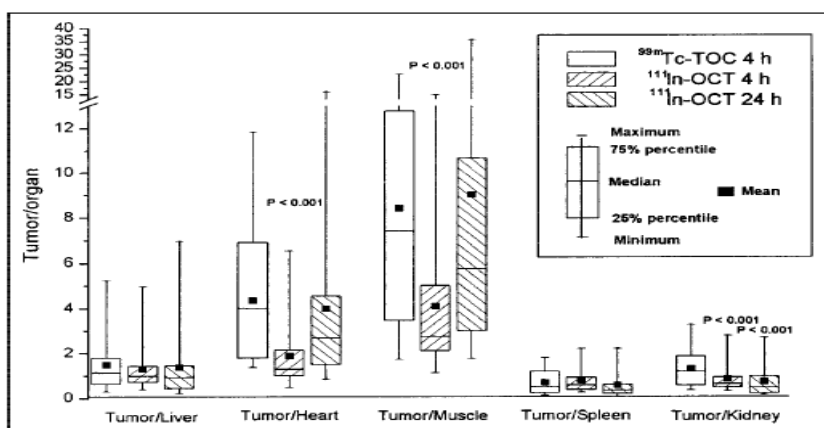 40
35
30
25
20
15
12
10
8
6
4
2
0
Tumor/organ
P < 0.001
P < 0.001
P < 0.001
P < 0.001
Tumor/Liver
Tumor/Heart
Tumor/Muscle
Tumor/Spleen
Tumor/Kidney
99mTc-TOC 4 h
111In-OCT 4 h
111In-OCT 24 h
Maximum
75% percentile
Median
Mean
25% percentile
Minimum